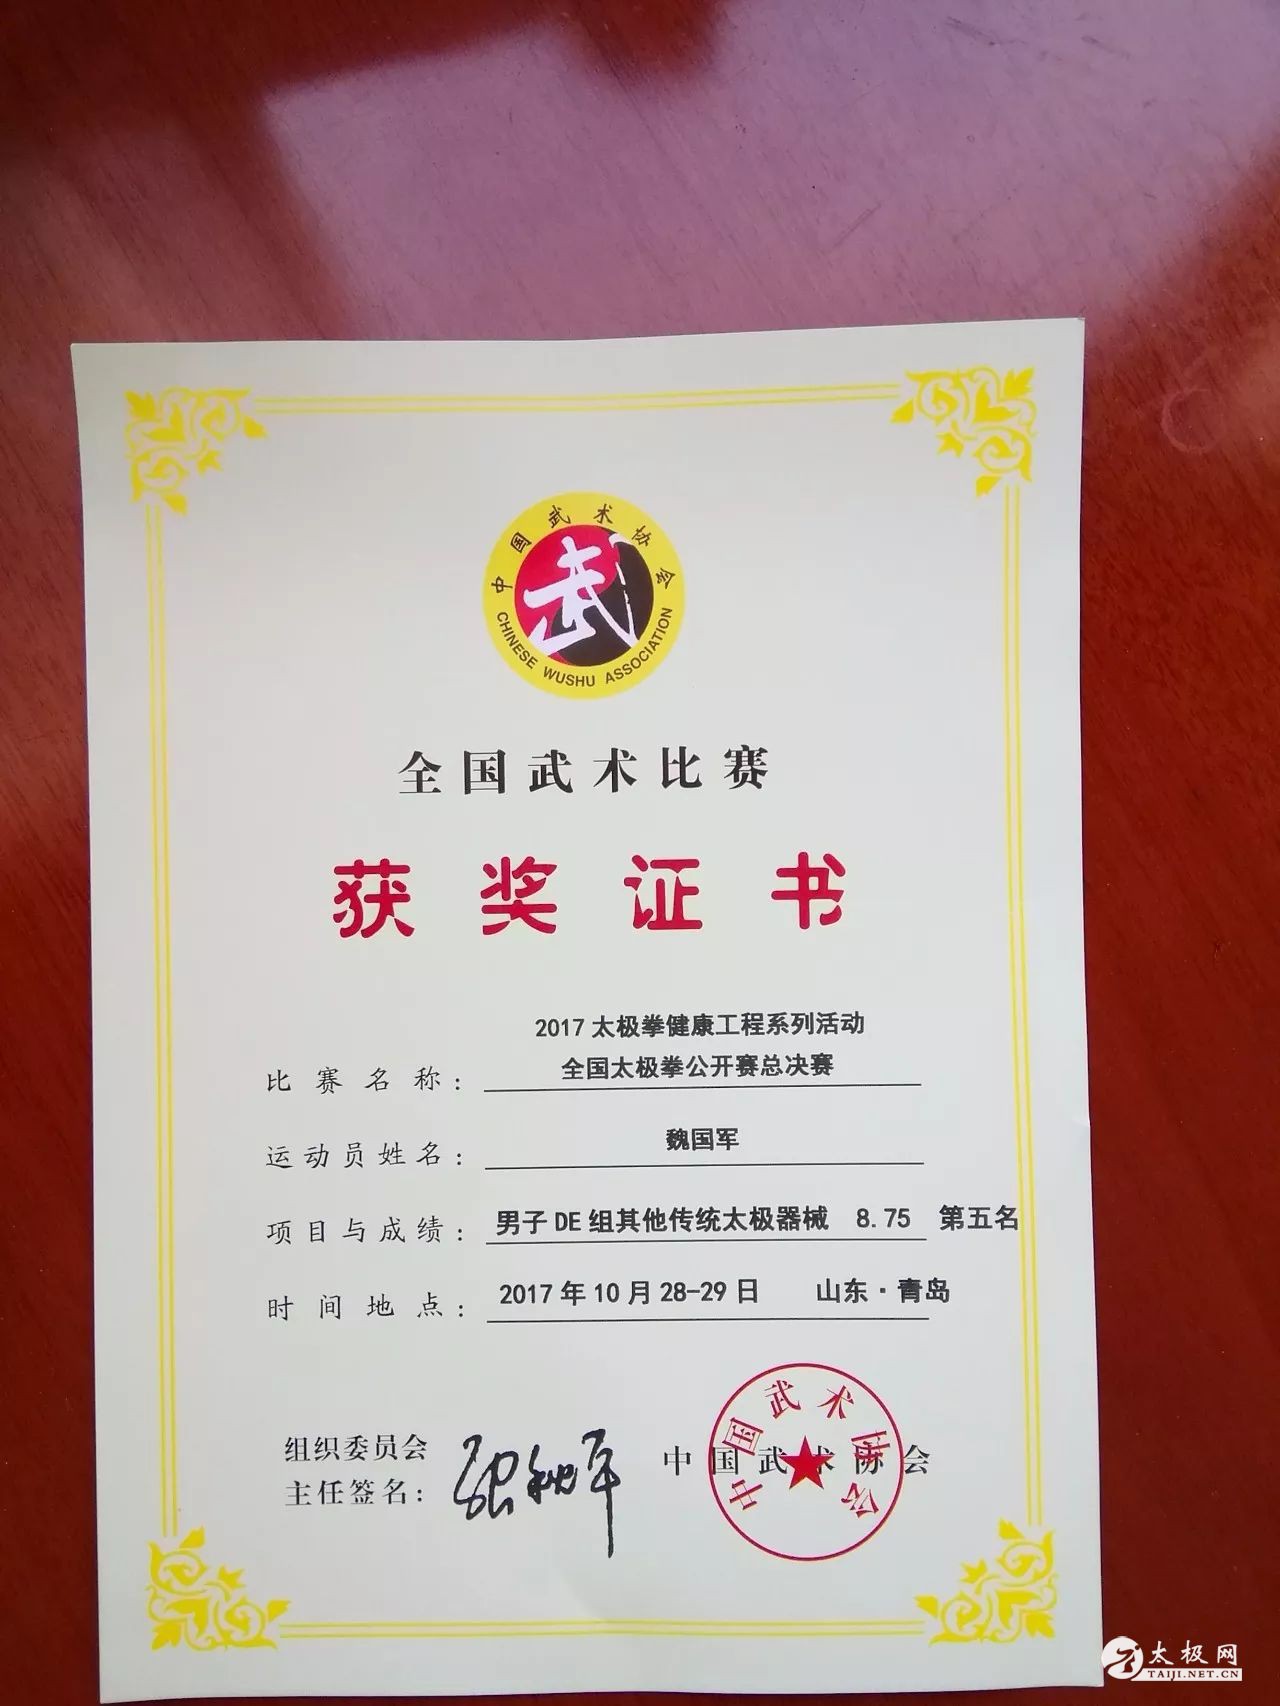 中国武术协会
CHINESE WUSHU ASSOCIATION
武
全国武术比赛
获奖证书
2017太极拳健康工程系列活动
比赛名称: 全国太极拳公开赛总决赛
运动员姓名: 魏国军
项目与成绩: 男子DE组其他传统太极器械 8.75 第五名
时间地点: 2017年10月28-29日 山东·青岛
组织委员会
主任签名:
中国武术协会
中国武术协会
太极网
TAIJI.NET.CN